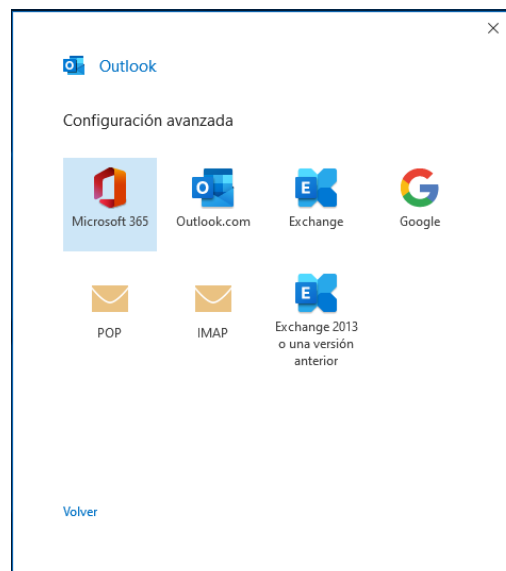 Outlook
Configuración avanzada
Microsoft 365
Outlook.com
Exchange
Google
POP
IMAP
Exchange 2013
o una versión
anterior
Volver